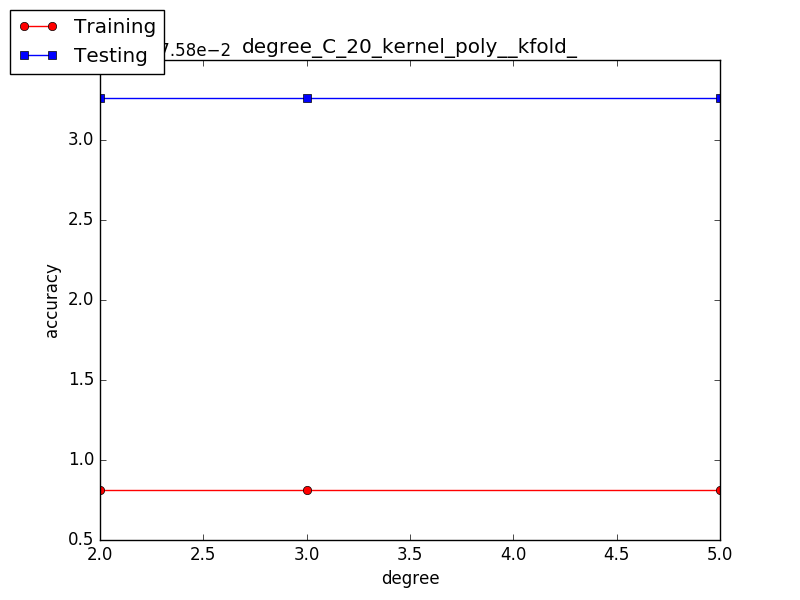 Training
Testing
7.58e−2
degree_C_20_kernel_poly__kfold_
3.0
2.5
2.0
1.5
1.0
0.5
accuracy
2.0 2.5 3.0 3.5 4.0 4.5 5.0
degree